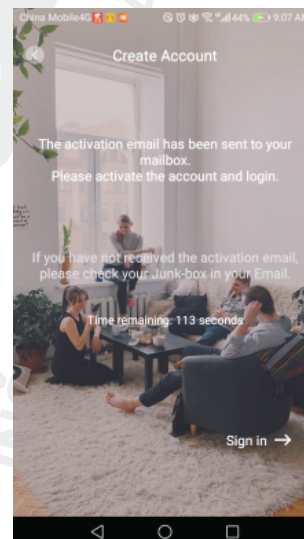 China Mobile4G 44% 9:07 AM
Create Account
The activation email has been sent to your
mailbox.
Please activate the account and login.
If you have not received the activation email,
please check your Junk-box in your Email.
Time remaining: 113 seconds
Sign in →